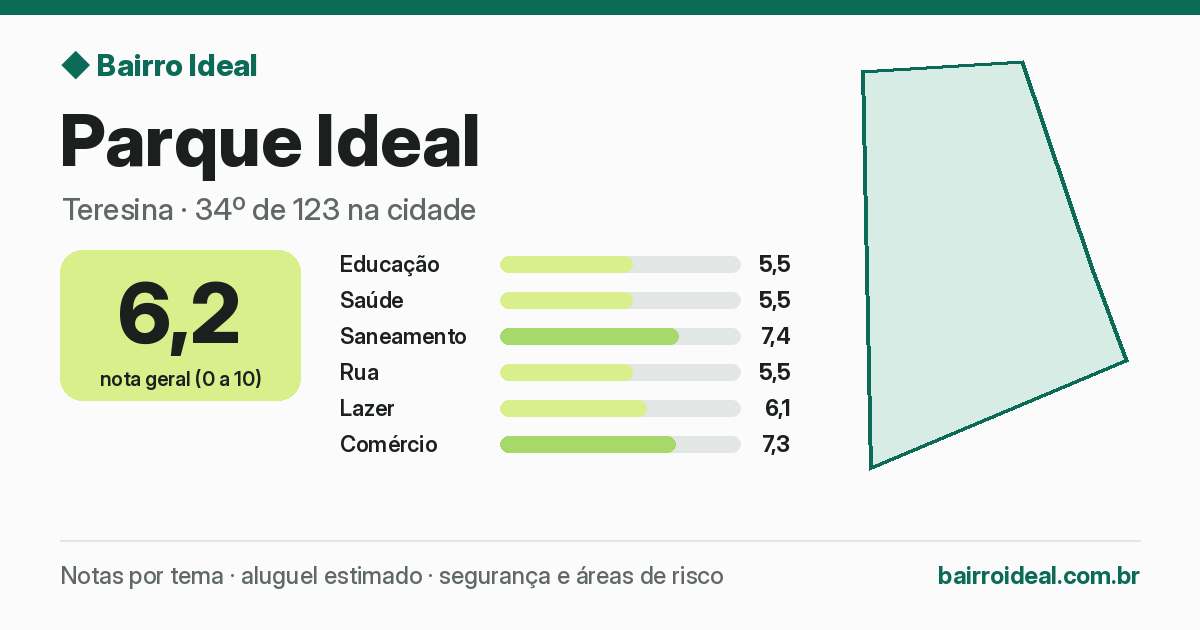 Bairro Ideal
Parque Ideal
Teresina · 34º de 123 na cidade
6,2
nota geral (0 a 10)
Educação 5,5
Saúde 5,5
Saneamento 7,4
Rua 5,5
Lazer 6,1
Comércio 7,3
Notas por tema · aluguel estimado · segurança e áreas de risco
bairroideal.com.br